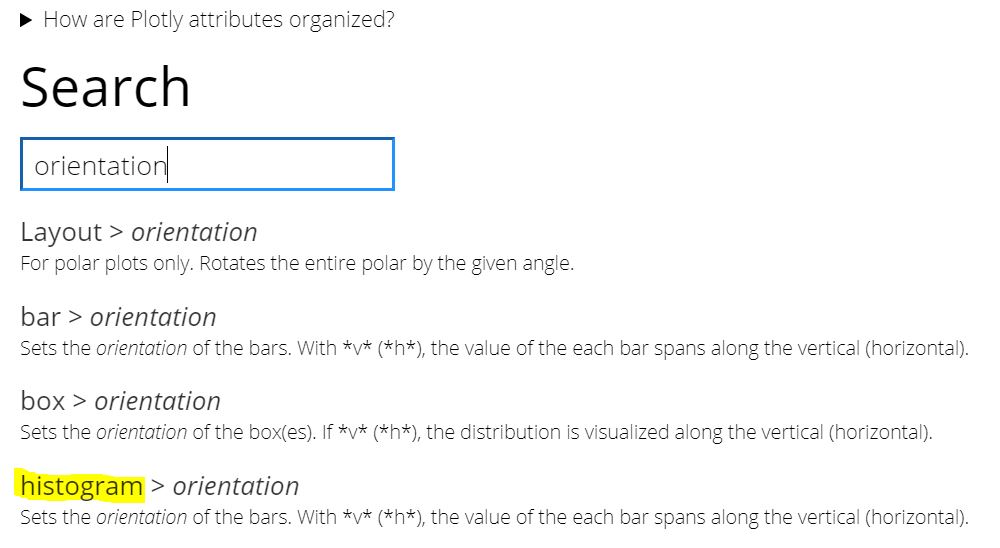 How are Plotly attributes organized?
Search
orientation
Layout > orientation
For polar plots only. Rotates the entire polar by the given angle.
bar > orientation
Sets the orientation of the bars. With *v* (*h*), the value of the each bar spans along the vertical (horizontal).
box > orientation
Sets the orientation of the box(es). If *v* (*h*), the distribution is visualized along the vertical (horizontal).
histogram > orientation
Sets the orientation of the bars. With *v* (*h*), the value of the each bar spans along the vertical (horizontal).